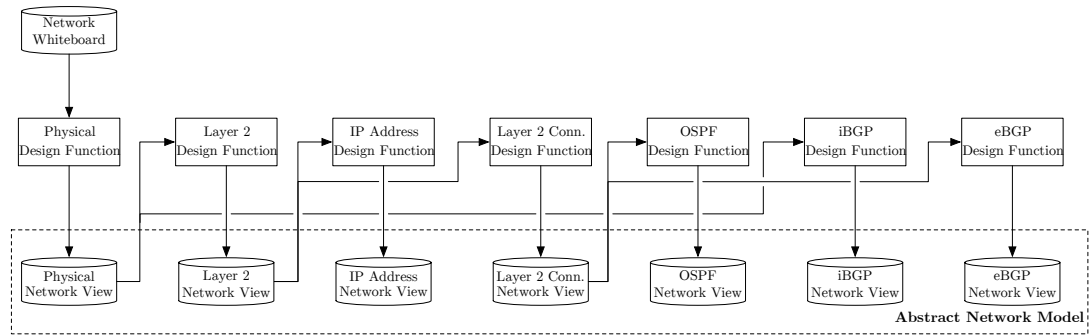 Network
Whiteboard
Physical
Design Function
Layer 2
Design Function
IP Address
Design Function
Layer 2 Conn.
Design Function
OSPF
Design Function
iBGP
Design Function
eBGP
Design Function
Physical
Network View
Layer 2
Network View
IP Address
Network View
Layer 2 Conn.
Network View
OSPF
Network View
iBGP
Network View
eBGP
Network View
Abstract Network Model